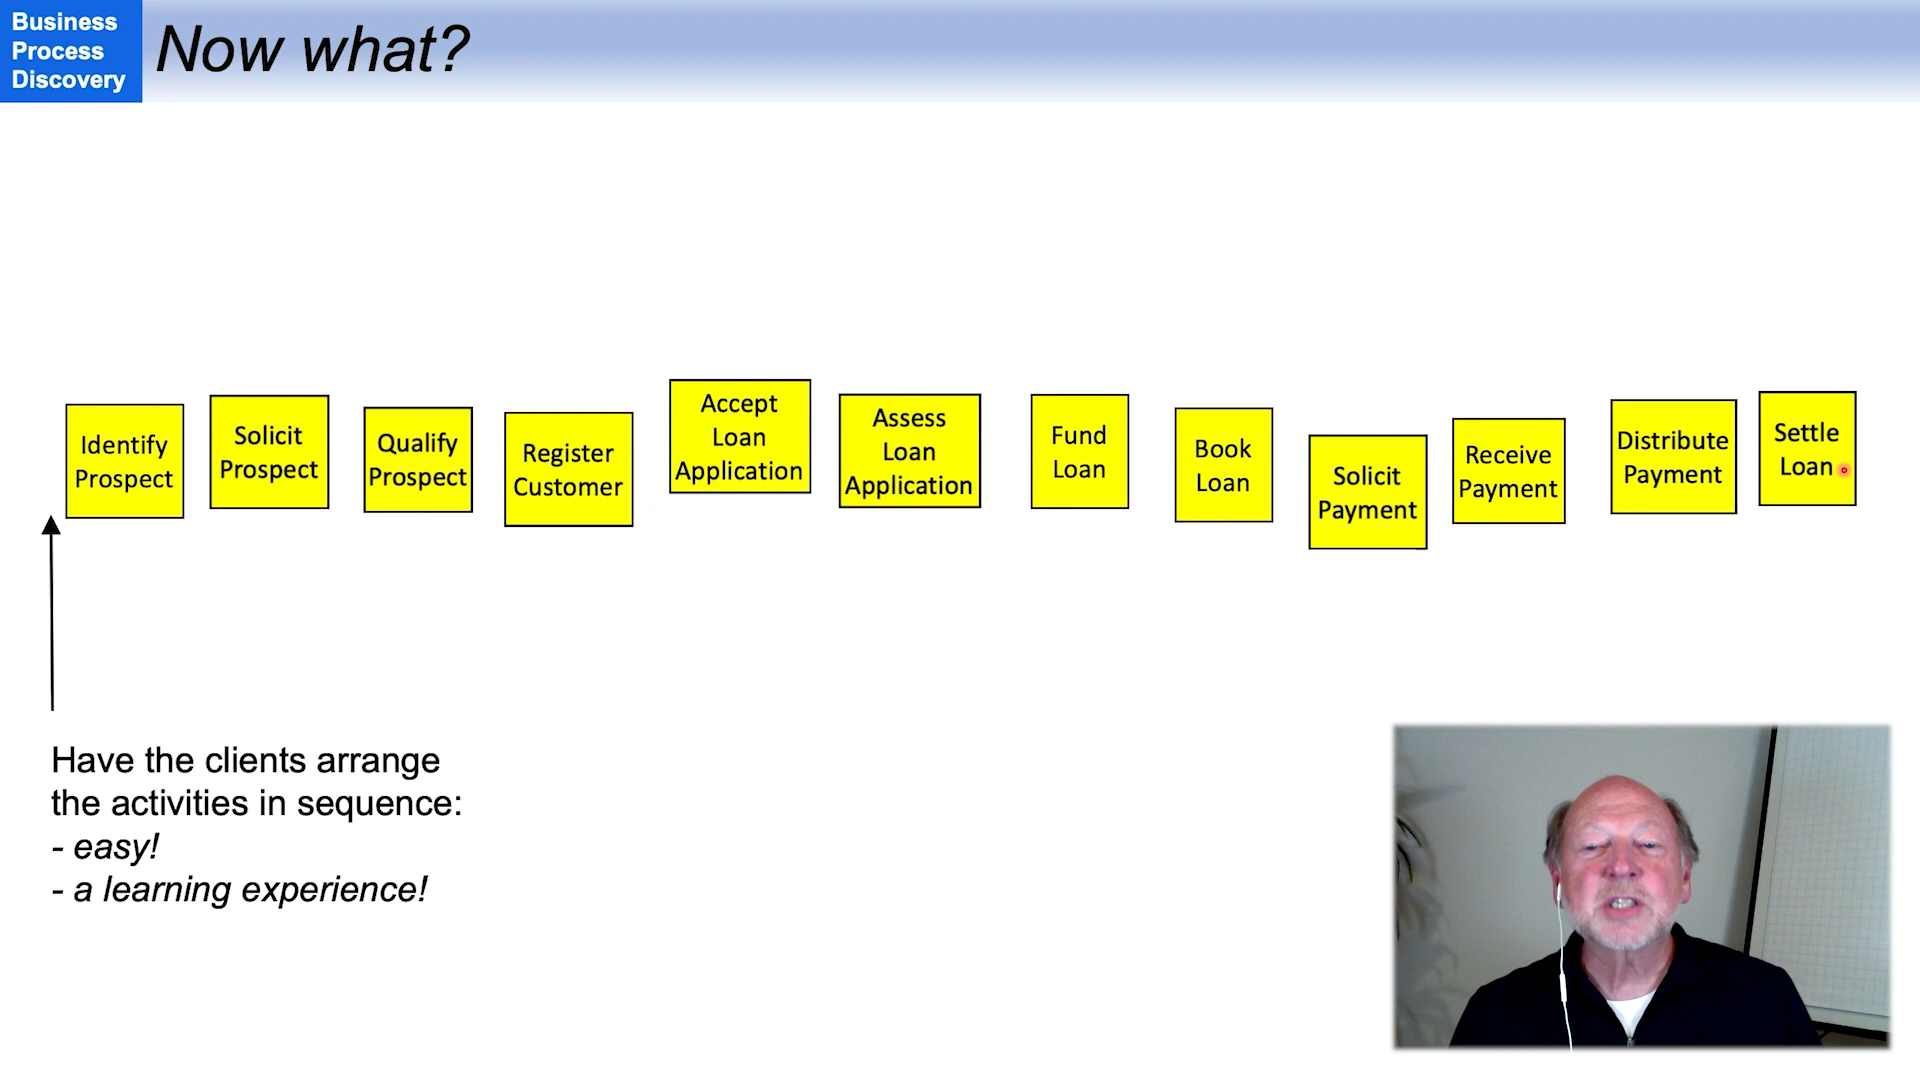 Business
Process
Discovery
Now what?
Identify
Prospect
Solicit
Prospect
Qualify
Prospect
Register
Customer
Accept
Loan
Application
Assess
Loan
Application
Fund
Loan
Book
Loan
Solicit
Payment
Receive
Payment
Distribute
Payment
Settle
Loan
Have the clients arrange
the activities in sequence:
- easy!
- a learning experience!